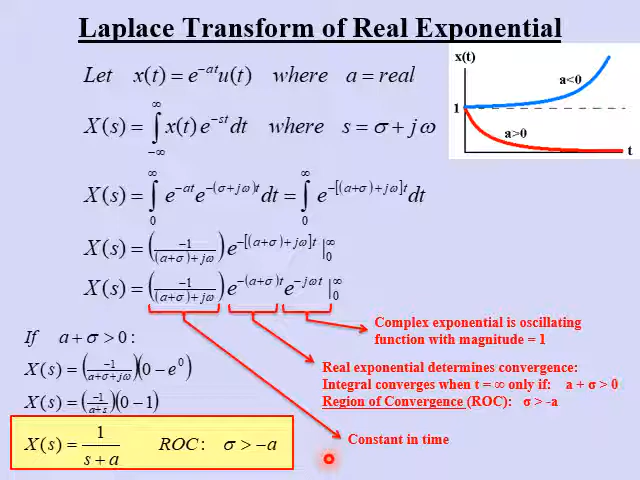 Laplace Transform of Real Exponential
Let x(t) = e^{-at}u(t) where a = real
X(s) = ∫_{-∞}^{∞} x(t) e^{-st} dt where s = σ + jω
X(s) = ∫_{0}^{∞} e^{-at} e^{-(σ+jω)t} dt = ∫_{0}^{∞} e^{-[(a+σ)+jω]t} dt
X(s) = (-1/((a+σ)+jω)) e^{-[(a+σ)+jω]t} |_{0}^{∞}
X(s) = (-1/((a+σ)+jω)) e^{-(a+σ)t} e^{-jωt} |_{0}^{∞}
x(t)
a<0
1
a>0
t
Complex exponential is oscillating
function with magnitude = 1
Real exponential determines convergence:
Integral converges when t = ∞ only if: a + σ > 0
Region of Convergence (ROC): σ > -a
Constant in time
If a + σ > 0:
X(s) = (-1/(a+σ+jω))(0 − e^{0})
X(s) = (-1/(a+s))(0 − 1)
X(s) = 1/(s + a) ROC: σ > −a